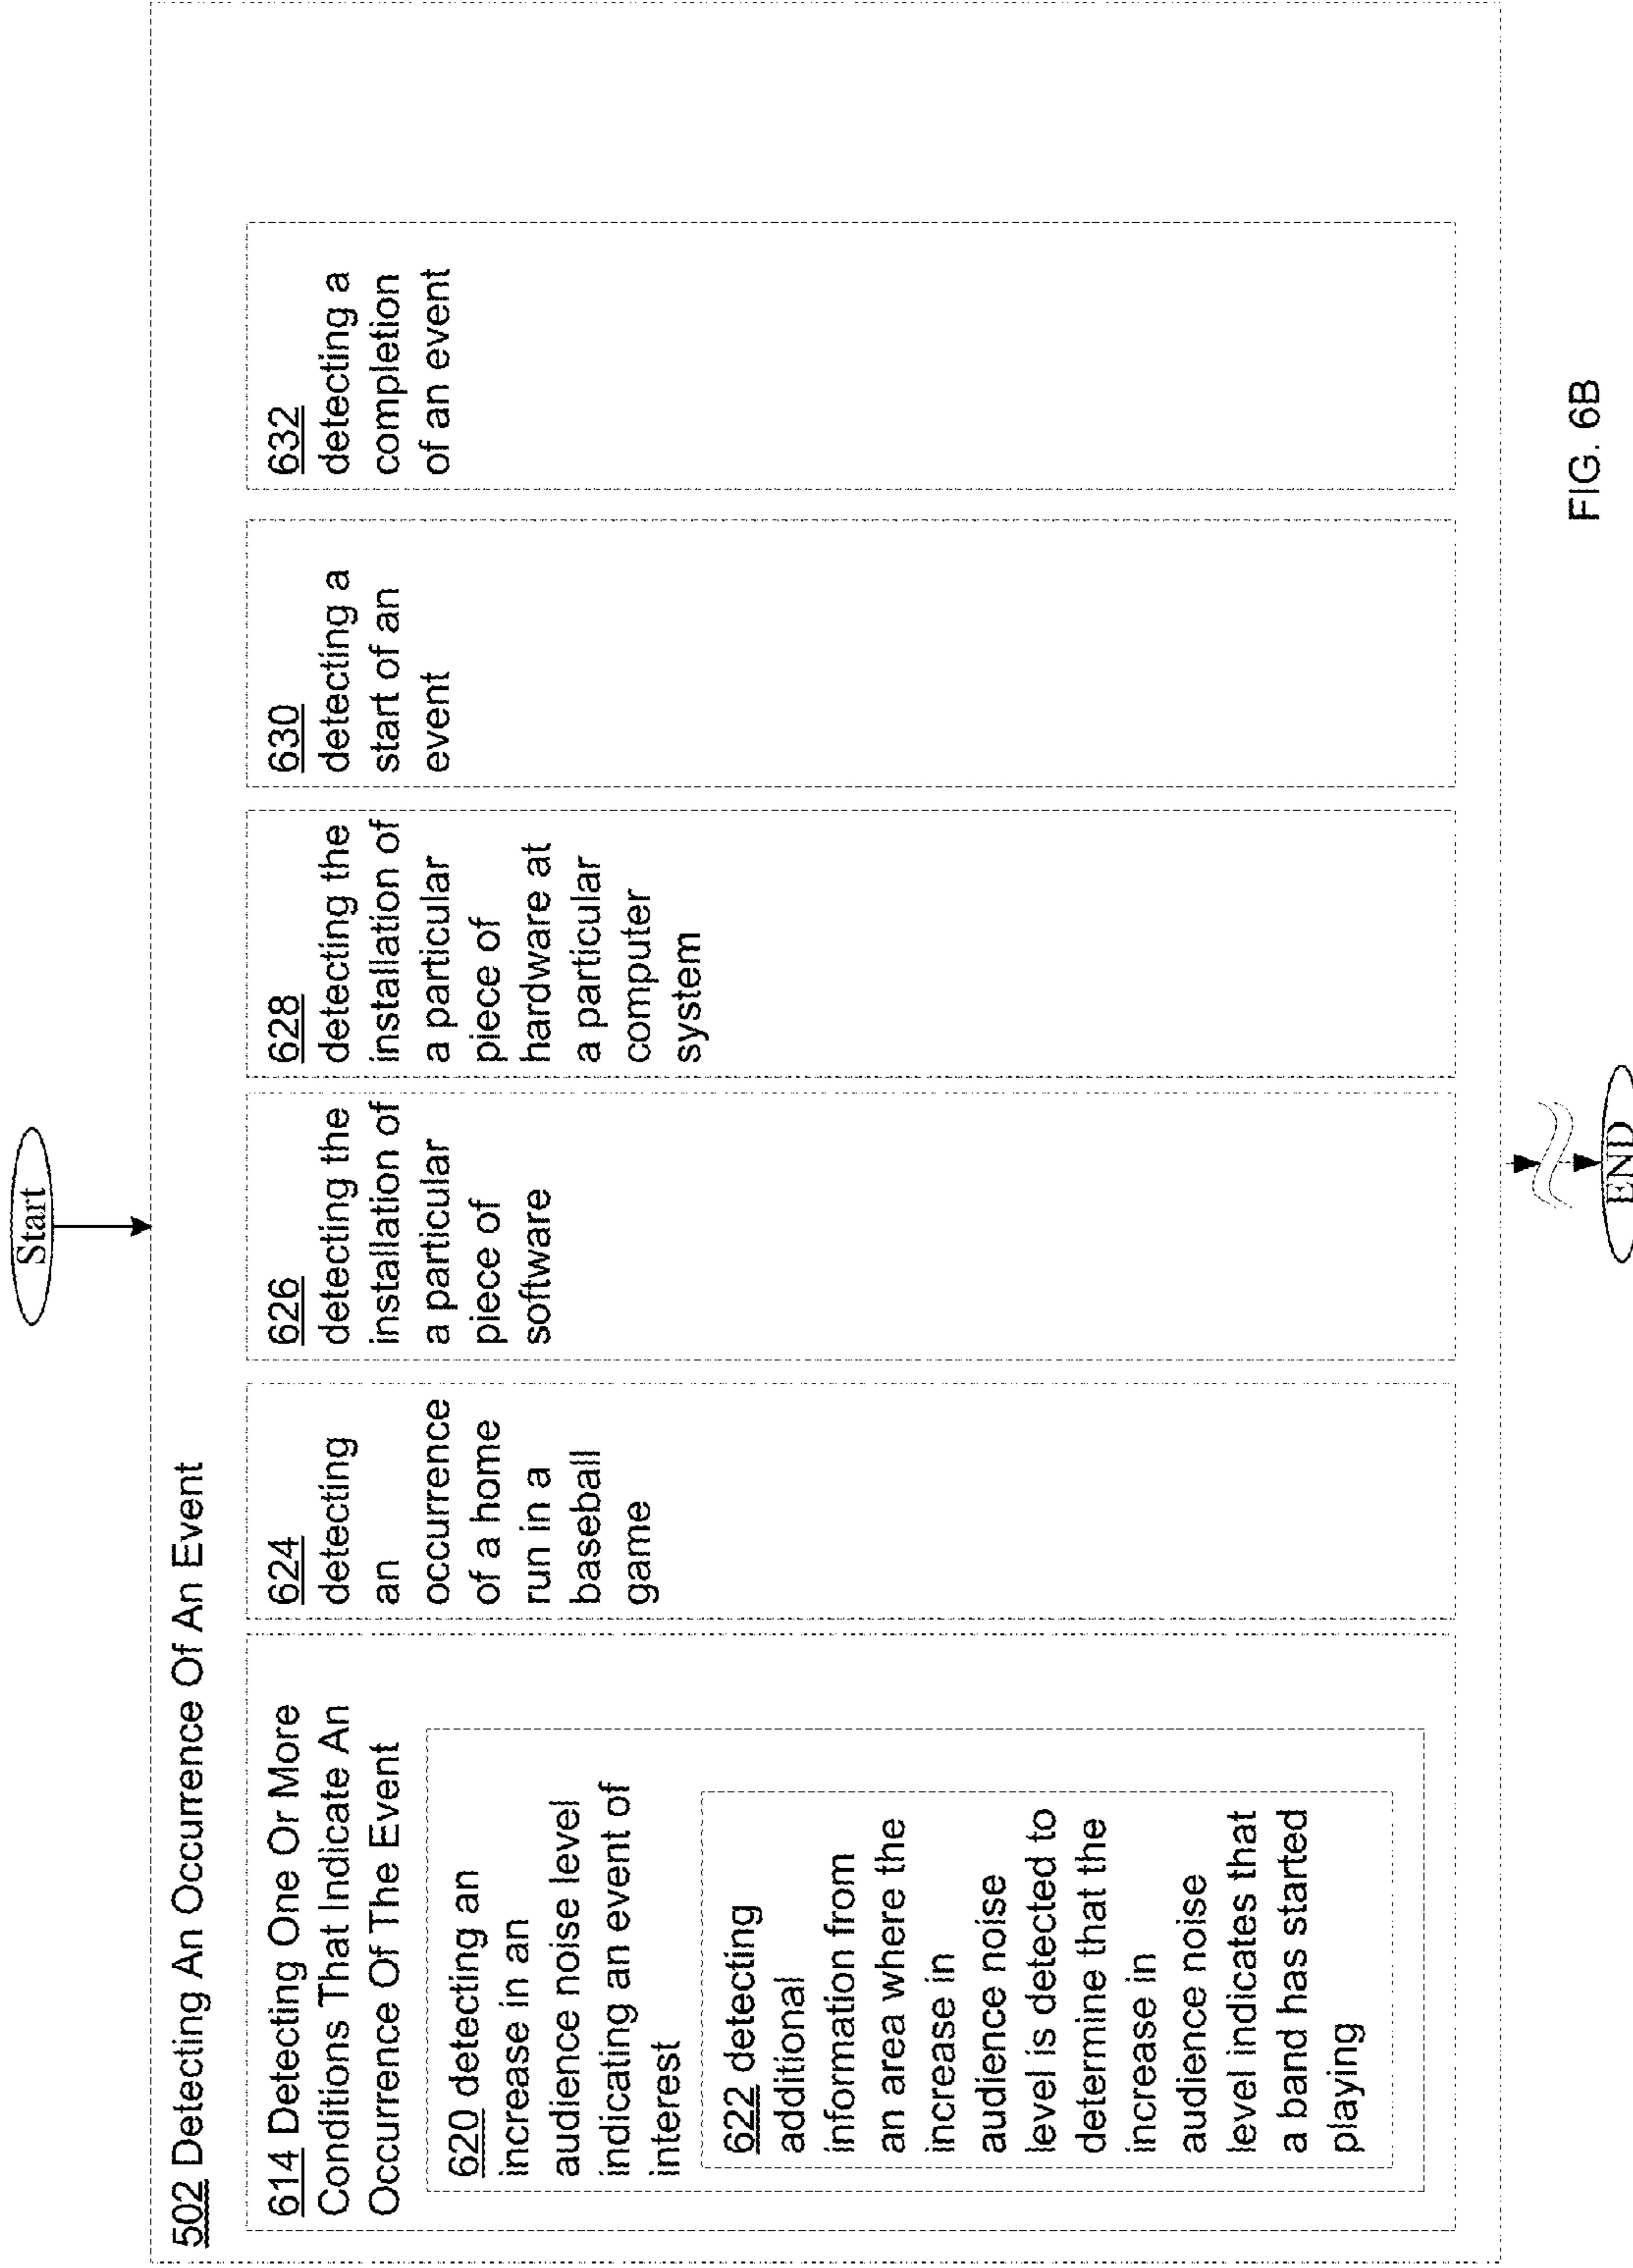 Start
502 Detecting An Occurrence Of An Event
614 Detecting One Or More
Conditions That Indicate An
Occurrence Of The Event
620 detecting an
increase in an
audience noise level
indicating an event of
interest
622 detecting
additional
information from
an area where the
increase in
audience noise
level is detected to
determine that the
increase in
audience noise
level indicates that
a band has started
playing
624
detecting
an
occurrence
of a home
run in a
baseball
game
626
detecting the
installation of
a particular
piece of
software
628
detecting the
installation of
a particular
piece of
hardware at
a particular
computer
system
630
detecting a
start of an
event
632
detecting a
completion
of an event
END
FIG. 6B